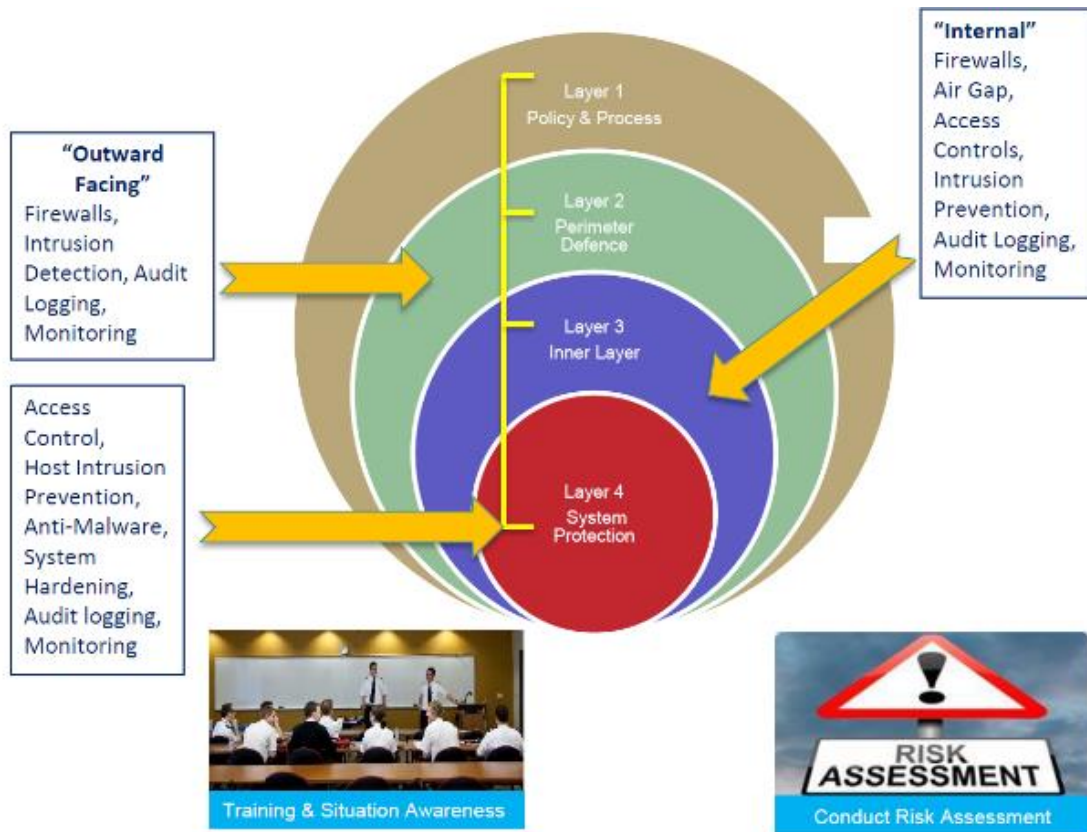 “Outward
Facing”
Firewalls,
Intrusion
Detection, Audit
Logging,
Monitoring
Access
Control,
Host Intrusion
Prevention,
Anti-Malware,
System
Hardening,
Audit logging,
Monitoring
Layer 1
Policy & Process
Layer 2
Perimeter
Defence
Layer 3
Inner Layer
Layer 4
System
Protection
“Internal”
Firewalls,
Air Gap,
Access
Controls,
Intrusion
Prevention,
Audit Logging,
Monitoring
Training & Situation Awareness
RISK
ASSESSMENT
Conduct Risk Assessment